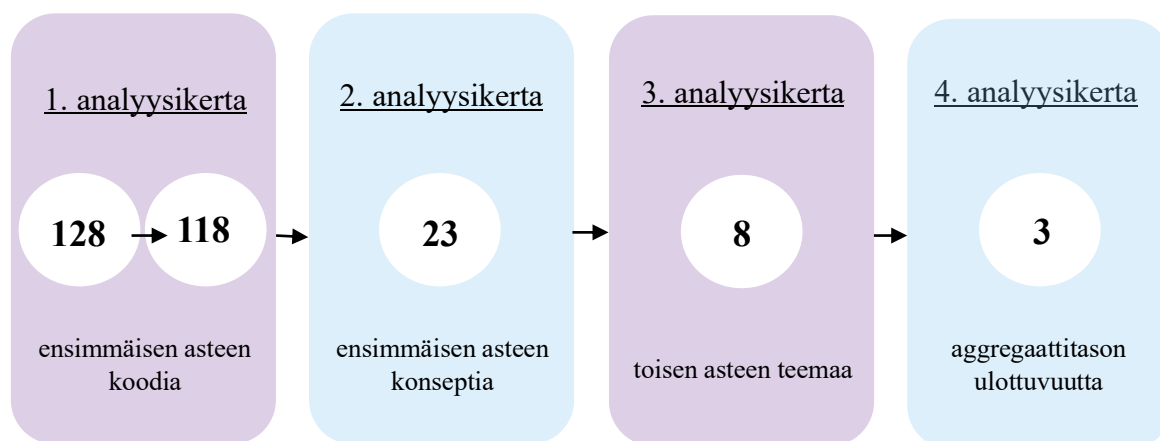 1. analyysikerta
128
118
ensimmäisen asteen
koodia
2. analyysikerta
23
ensimmäisen asteen
konseptia
3. analyysikerta
8
toisen asteen teemaa
4. analyysikerta
3
aggregaattitason
ulottuvuutta